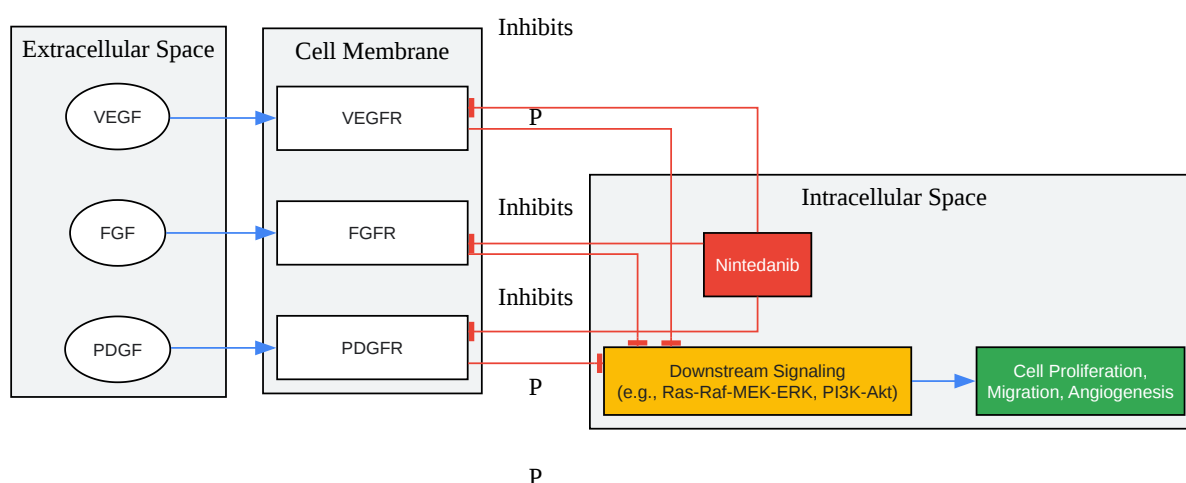 Inhibits
Extracellular Space
Cell Membrane
VEGF
VEGFR
P
Intracellular Space
Inhibits
FGF
FGFR
Nintedanib
Inhibits
PDGF
PDGFR
Downstream Signaling
(e.g., Ras-Raf-MEK-ERK, PI3K-Akt)
Cell Proliferation,
Migration, Angiogenesis
P
P